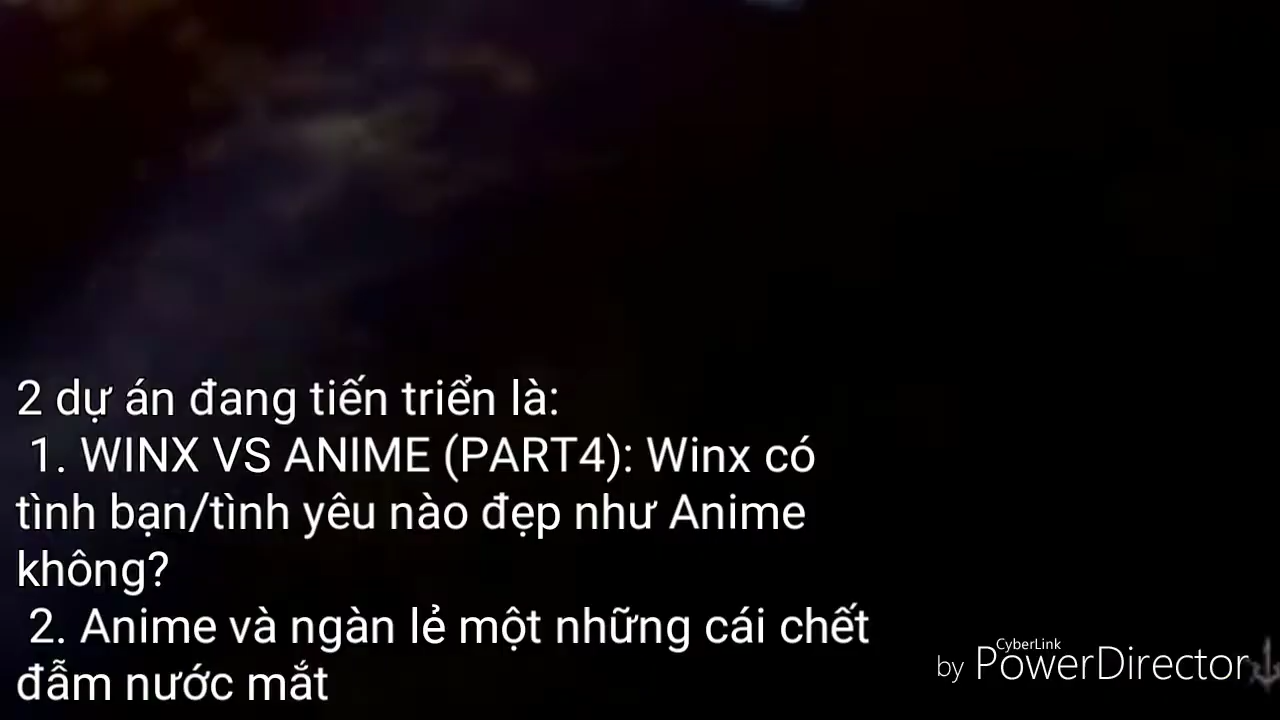 2 dự án đang tiến triển là:
1. WINX VS ANIME (PART4): Winx có
tình bạn/tình yêu nào đẹp như Anime
không?
2. Anime và ngàn lẻ một những cái chết
đẫm nước mắt
CyberLink
by PowerDirector